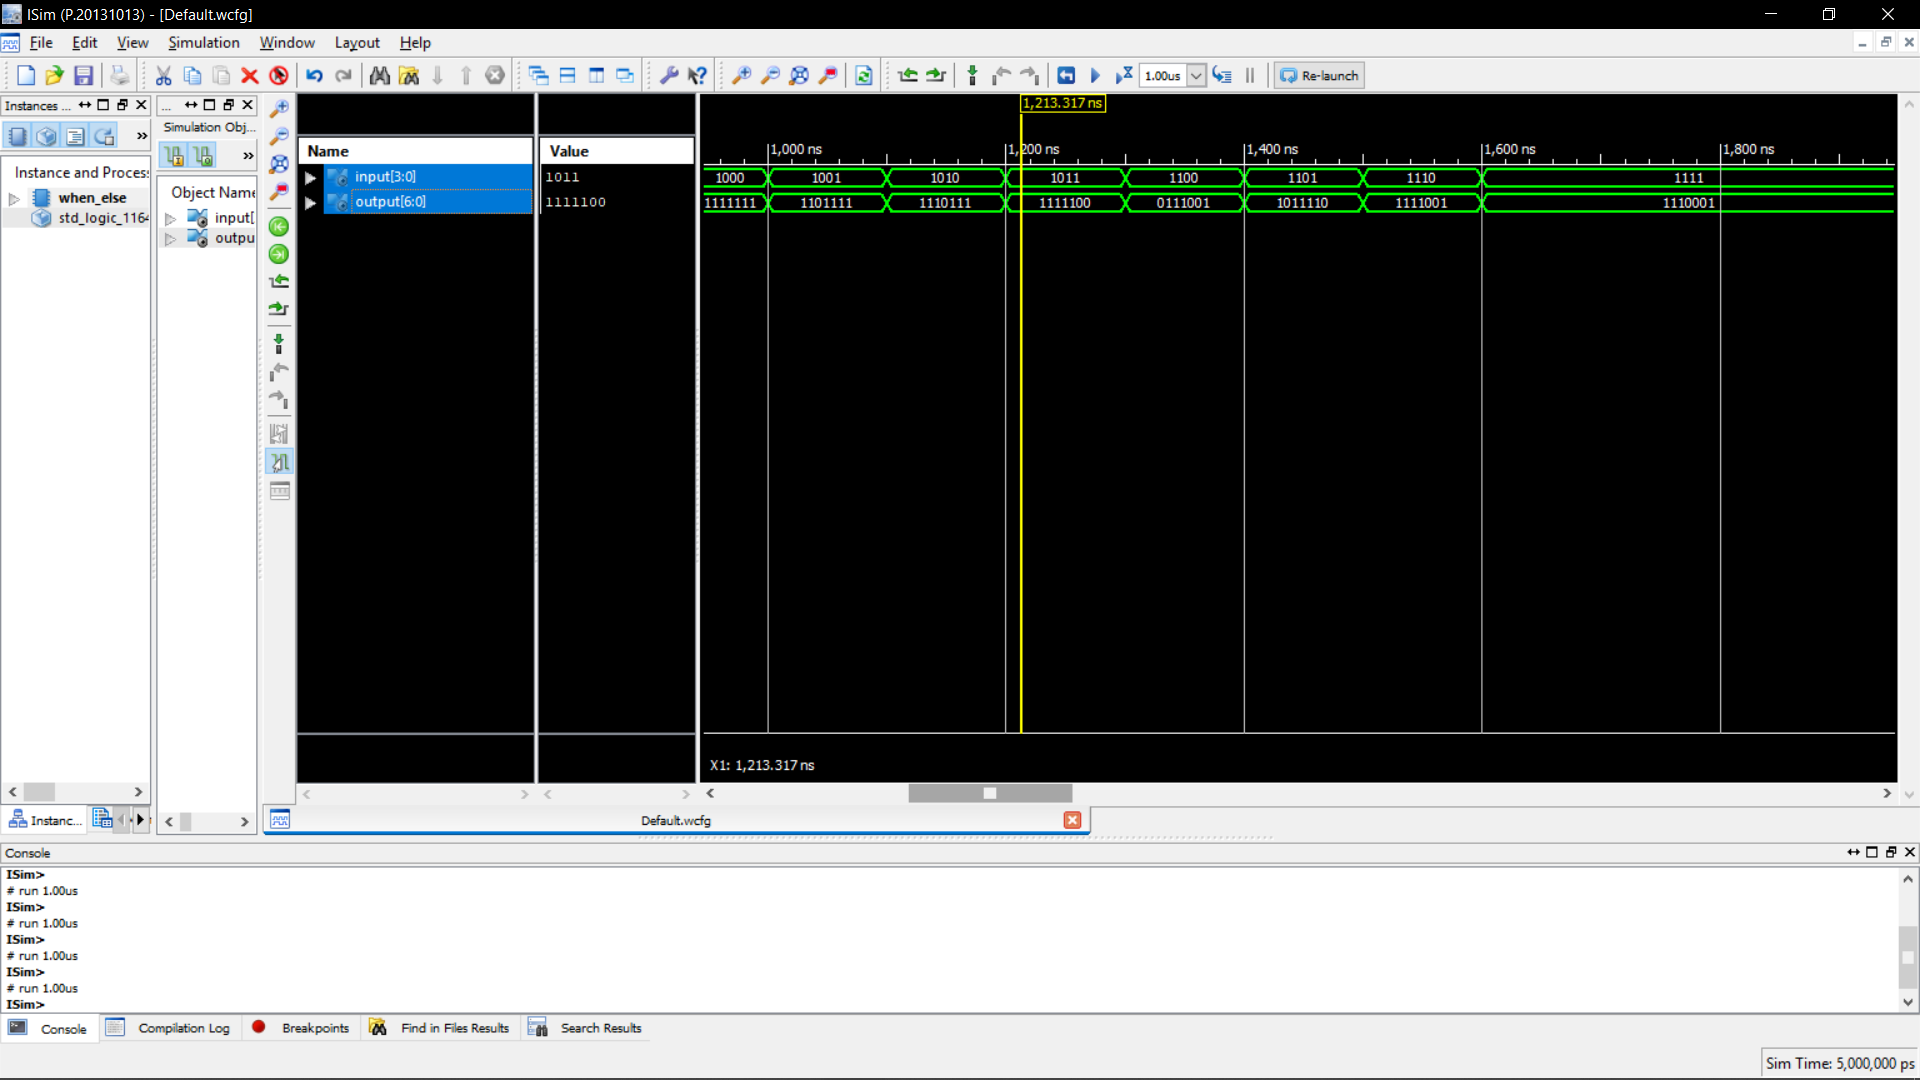 ISim (P.20131013) - [Default.wcfg]
File Edit View Simulation Window Layout Help
1.00us Re-launch
Instances ...
...
Simulation Obj...
Instance and Process
when_else
std_logic_1164
Object Name
input[
outpu
Name Value
input[3:0] 1011
output[6:0] 1111100
1,213.317 ns
1,000 ns 1,200 ns 1,400 ns 1,600 ns 1,800 ns
1000 1001 1010 1011 1100 1101 1110 1111
1111111 1101111 1110111 1111100 0111001 1011110 1111001 1110001
X1: 1,213.317 ns
Instanc...
Default.wcfg
Console
ISim>
# run 1.00us
ISim>
# run 1.00us
ISim>
# run 1.00us
ISim>
# run 1.00us
ISim>
Console Compilation Log Breakpoints Find in Files Results Search Results
Sim Time: 5,000,000 ps